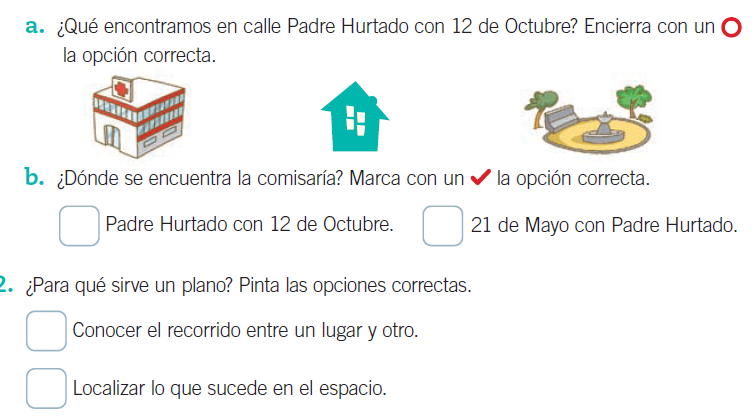 a. ¿Qué encontramos en calle Padre Hurtado con 12 de Octubre? Encierra con un
la opción correcta.
b. ¿Dónde se encuentra la comisaría? Marca con un la opción correcta.
Padre Hurtado con 12 de Octubre. 21 de Mayo con Padre Hurtado.
2. ¿Para qué sirve un plano? Pinta las opciones correctas.
Conocer el recorrido entre un lugar y otro.
Localizar lo que sucede en el espacio.